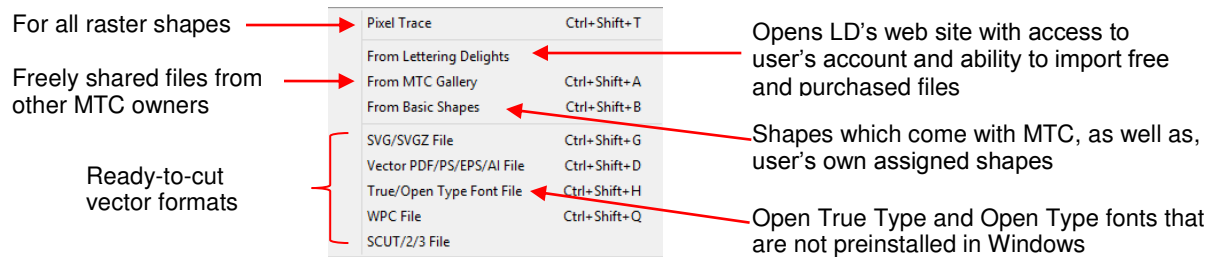 For all raster shapes
Freely shared files from
other MTC owners
Ready-to-cut
vector formats
Pixel Trace Ctrl+Shift+T
From Lettering Delights
From MTC Gallery Ctrl+Shift+A
From Basic Shapes Ctrl+Shift+B
SVG/SVGZ File Ctrl+Shift+G
Vector PDF/PS/EPS/AI File Ctrl+Shift+D
True/Open Type Font File Ctrl+Shift+H
WPC File Ctrl+Shift+Q
SCUT/2/3 File
Opens LD's web site with access to
user's account and ability to import free
and purchased files
Shapes which come with MTC, as well as,
user's own assigned shapes
Open True Type and Open Type fonts that
are not preinstalled in Windows